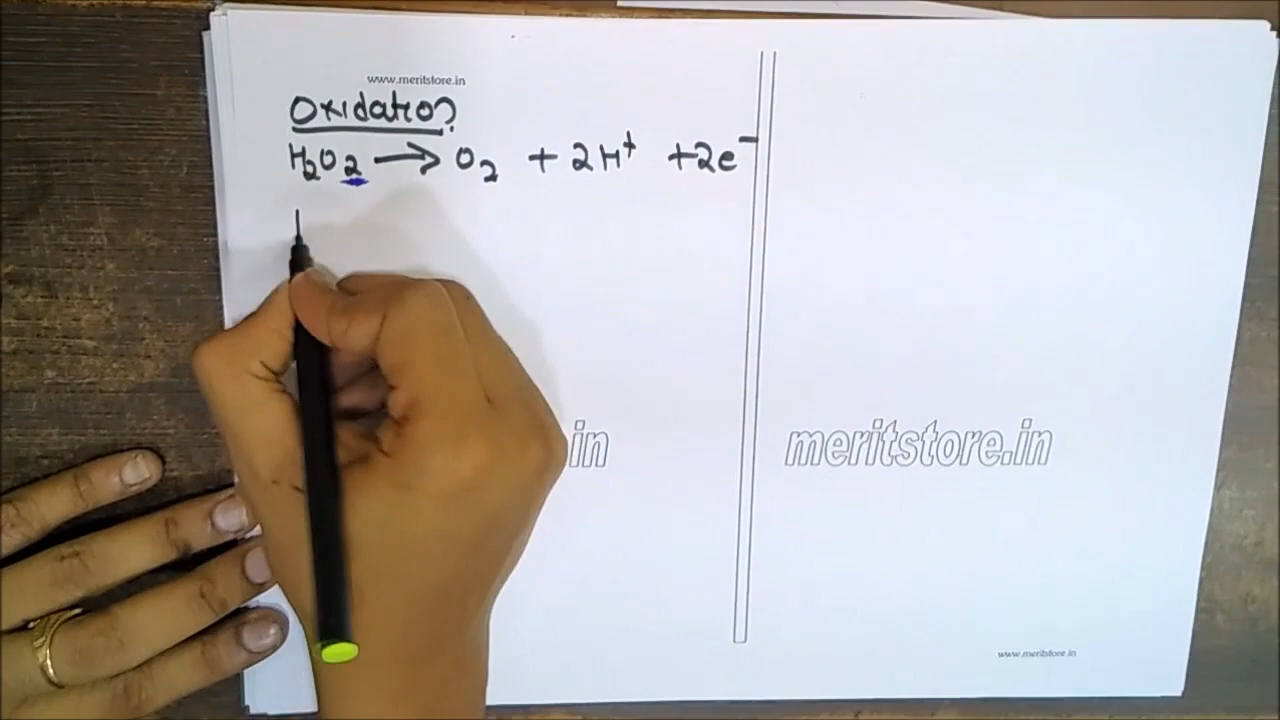 www.meritstore.in
Oxidation
H₂O₂ → O₂ + 2H⁺ + 2e⁻
in
meritstore.in
www.meritstore.in